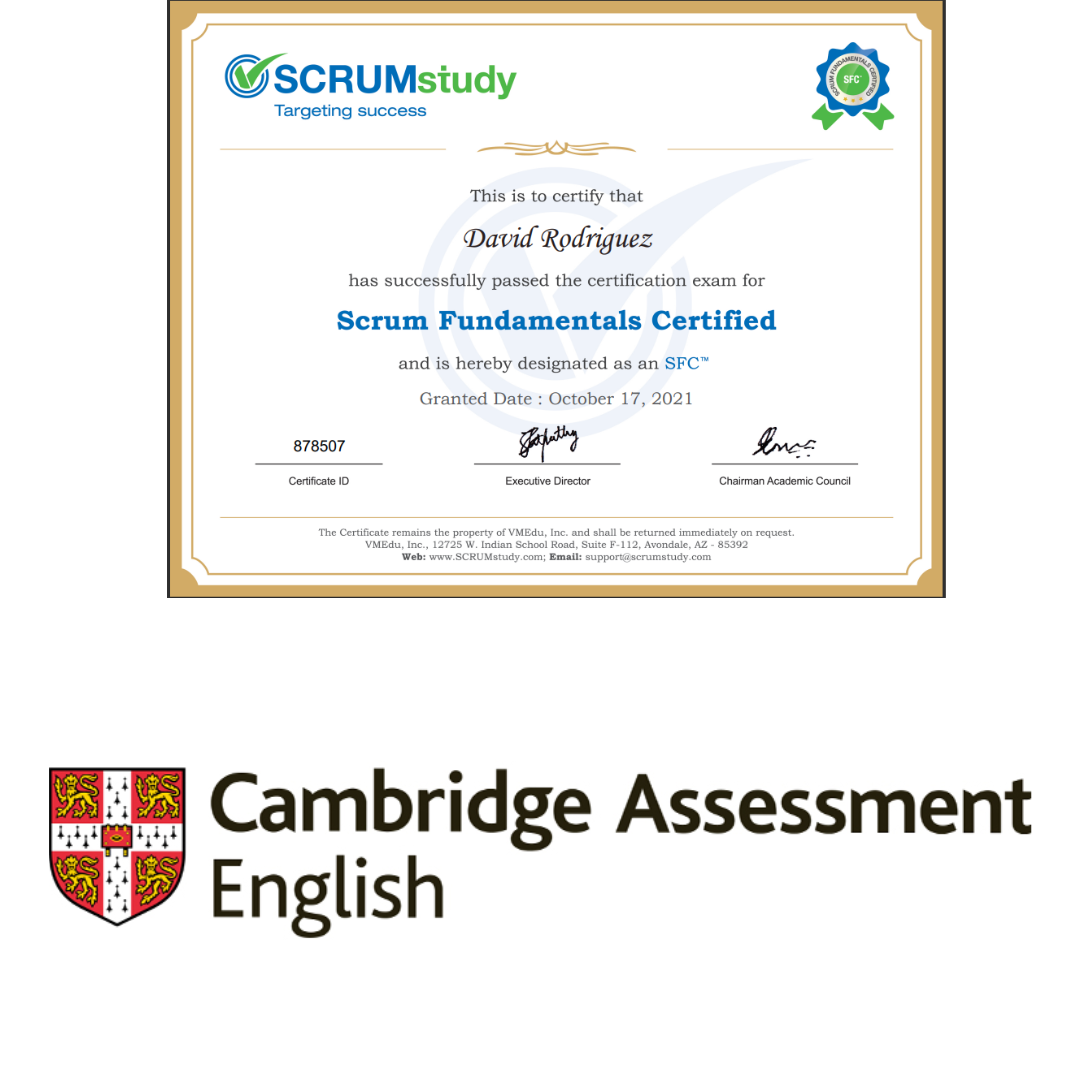 SCRUMstudy
Targeting success
SCRUM FUNDAMENTALS CERTIFIED
SFC
This is to certify that
David Rodriguez
has successfully passed the certification exam for
Scrum Fundamentals Certified
and is hereby designated as an SFC™
Granted Date : October 17, 2021
878507
Certificate ID
Executive Director
Chairman Academic Council
The Certificate remains the property of VMEdu, Inc. and shall be returned immediately on request.
VMEdu, Inc., 12725 W. Indian School Road, Suite F-112, Avondale, AZ - 85392
Web: www.SCRUMstudy.com; Email: support@scrumstudy.com
Cambridge Assessment
English